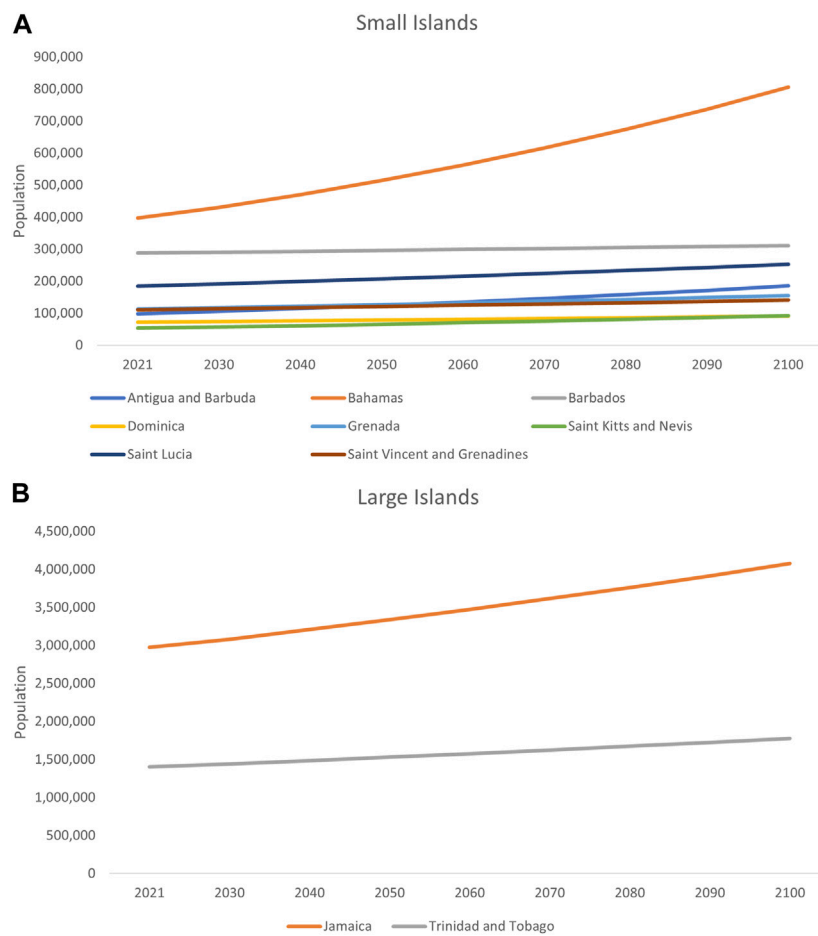 A
Small Islands
900,000
800,000
700,000
600,000
500,000
400,000
300,000
200,000
100,000
0
Population
2021 2030 2040 2050 2060 2070 2080 2090 2100
Antigua and Barbuda Bahamas Barbados
Dominica Grenada Saint Kitts and Nevis
Saint Lucia Saint Vincent and Grenadines
B
Large Islands
4,500,000
4,000,000
3,500,000
3,000,000
2,500,000
2,000,000
1,500,000
1,000,000
500,000
0
Population
2021 2030 2040 2050 2060 2070 2080 2090 2100
Jamaica Trinidad and Tobago